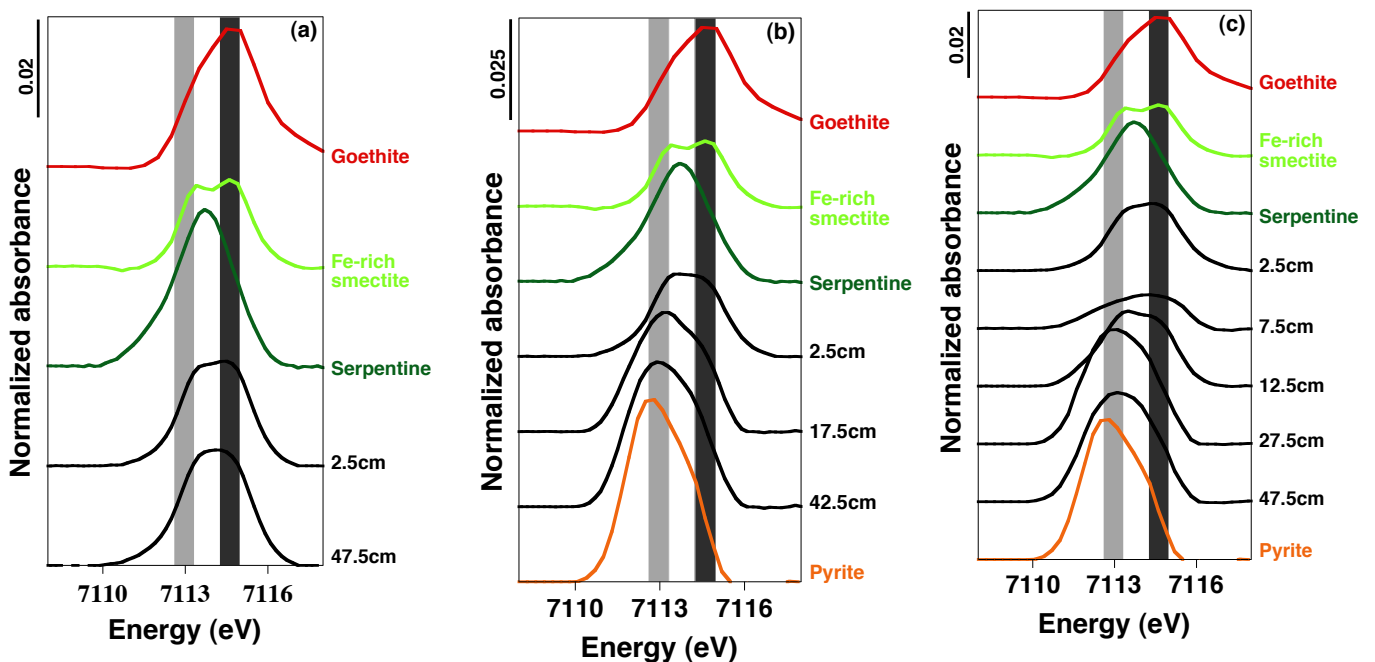 (a)
0.02
Normalized absorbance
Goethite
Fe-rich
smectite
Serpentine
2.5cm
47.5cm
7110
7113
7116
Energy (eV)
(b)
0.025
Normalized absorbance
Goethite
Fe-rich
smectite
Serpentine
2.5cm
17.5cm
42.5cm
Pyrite
7110
7113
7116
Energy (eV)
(c)
0.02
Normalized absorbance
Goethite
Fe-rich
smectite
Serpentine
2.5cm
7.5cm
12.5cm
27.5cm
47.5cm
Pyrite
7110
7113
7116
Energy (eV)